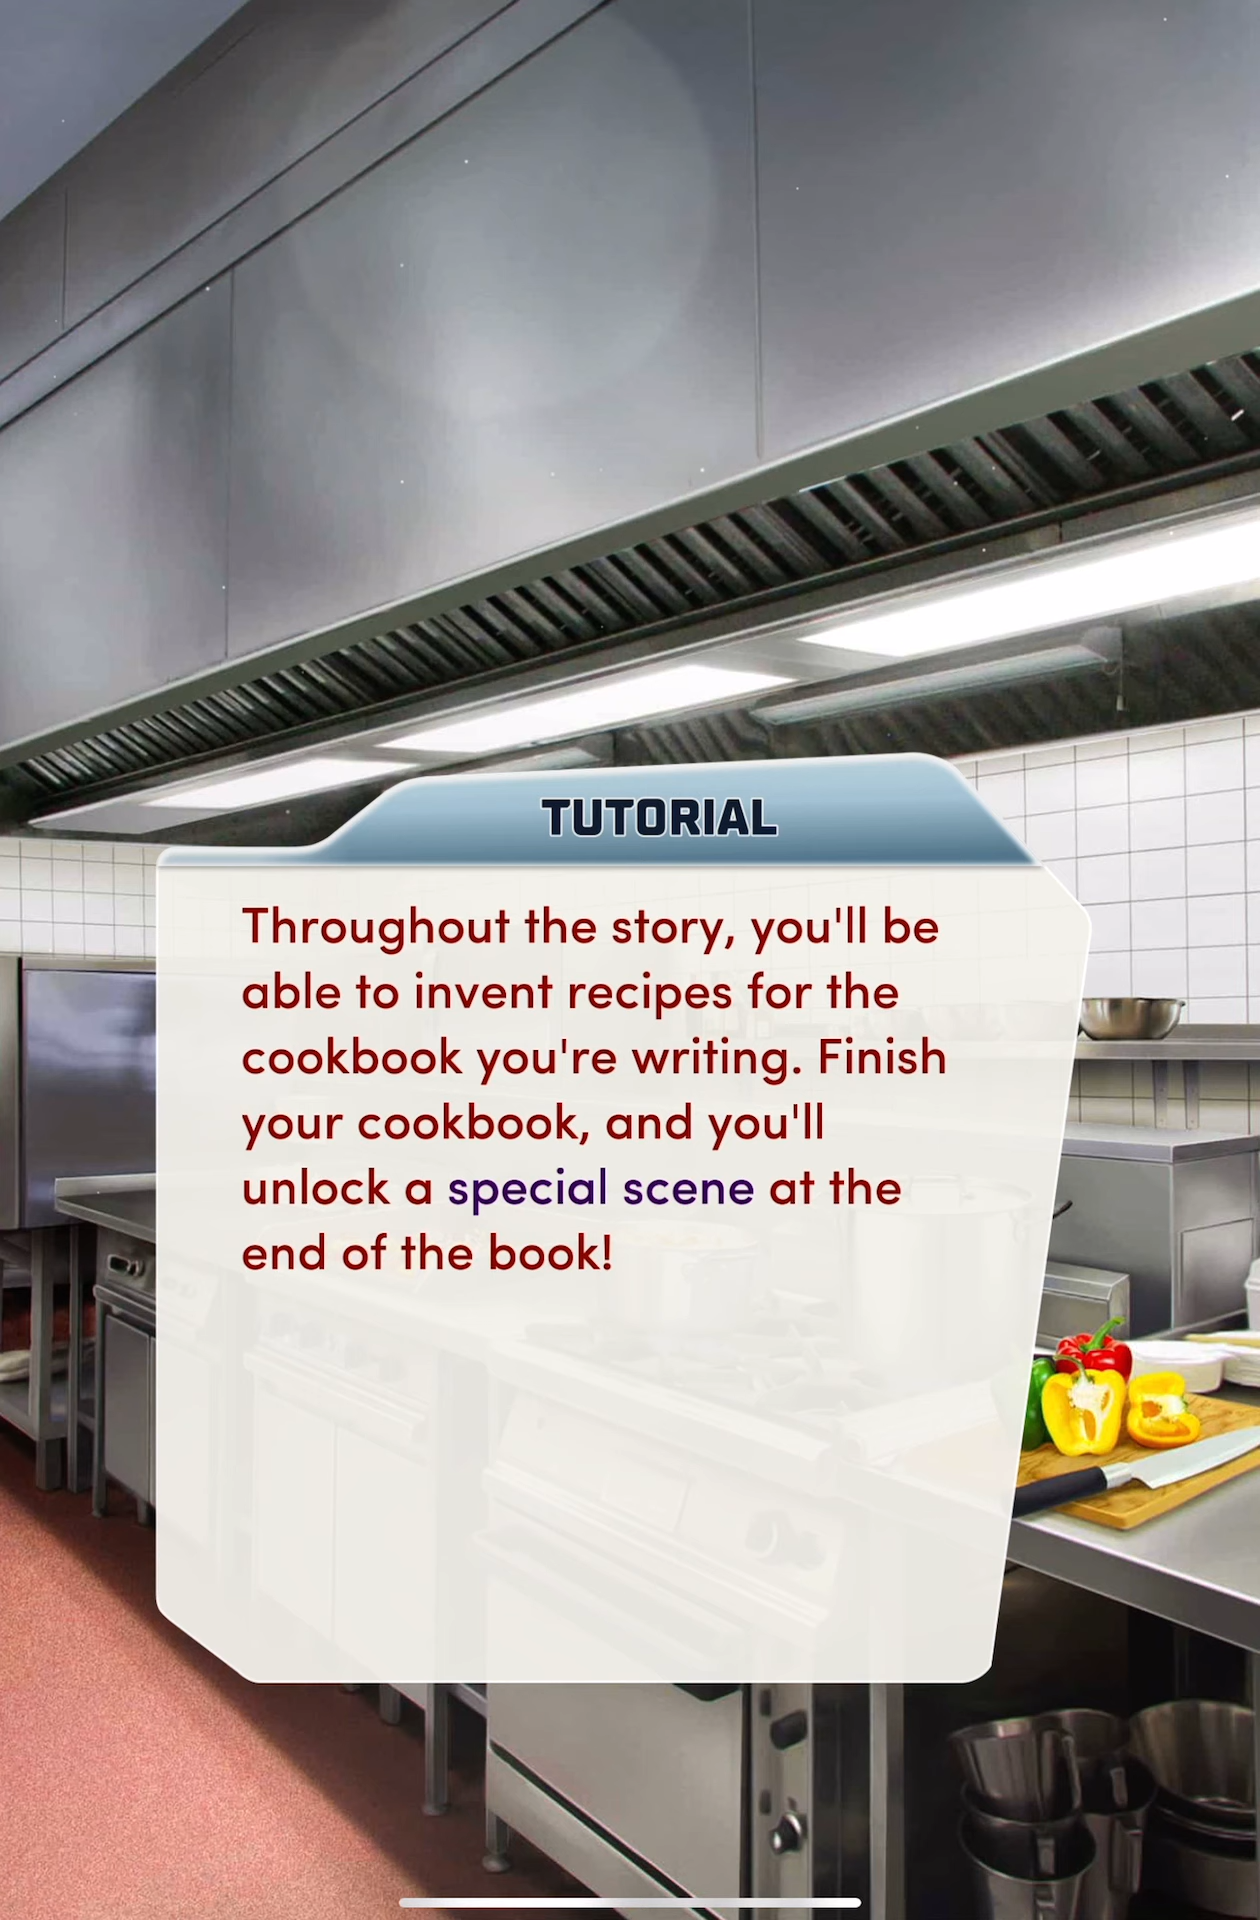 TUTORIAL
Throughout the story, you'll be
able to invent recipes for the
cookbook you're writing. Finish
your cookbook, and you'll
unlock a special scene at the
end of the book!